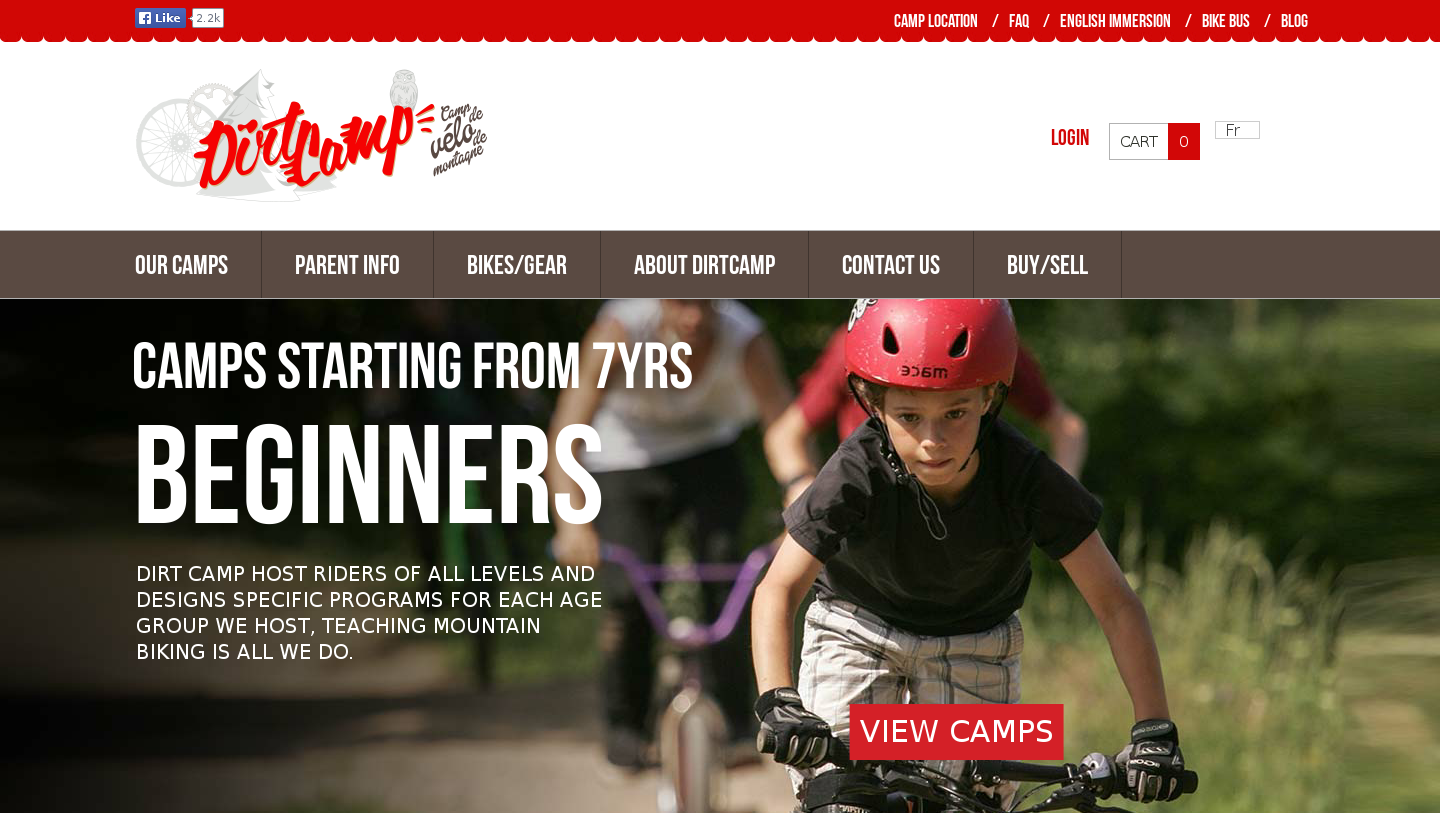 Like 2.2k
CAMP LOCATION / FAQ / ENGLISH IMMERSION / BIKE BUS / BLOG
DirtCamp
Camp de
vélo de
montagne
LOGIN
CART 0
Fr
OUR CAMPS
PARENT INFO
BIKES/GEAR
ABOUT DIRTCAMP
CONTACT US
BUY/SELL
CAMPS STARTING FROM 7YRS
BEGINNERS
DIRT CAMP HOST RIDERS OF ALL LEVELS AND
DESIGNS SPECIFIC PROGRAMS FOR EACH AGE
GROUP WE HOST, TEACHING MOUNTAIN
BIKING IS ALL WE DO.
mace
VIEW CAMPS